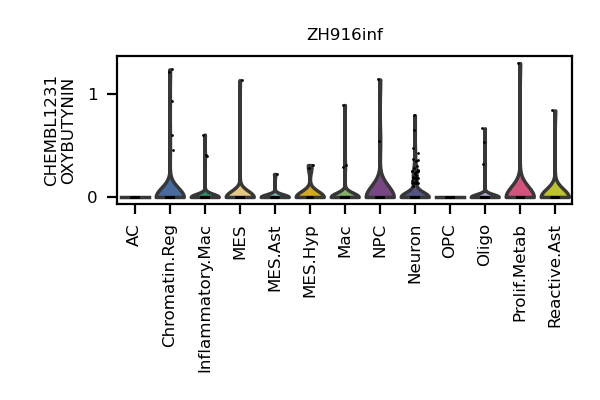 ZH916inf
CHEMBL1231
OXYBUTYNIN
1
0
AC
Chromatin.Reg
Inflammatory.Mac
MES
MES.Ast
MES.Hyp
Mac
NPC
Neuron
OPC
Oligo
Prolif.Metab
Reactive.Ast